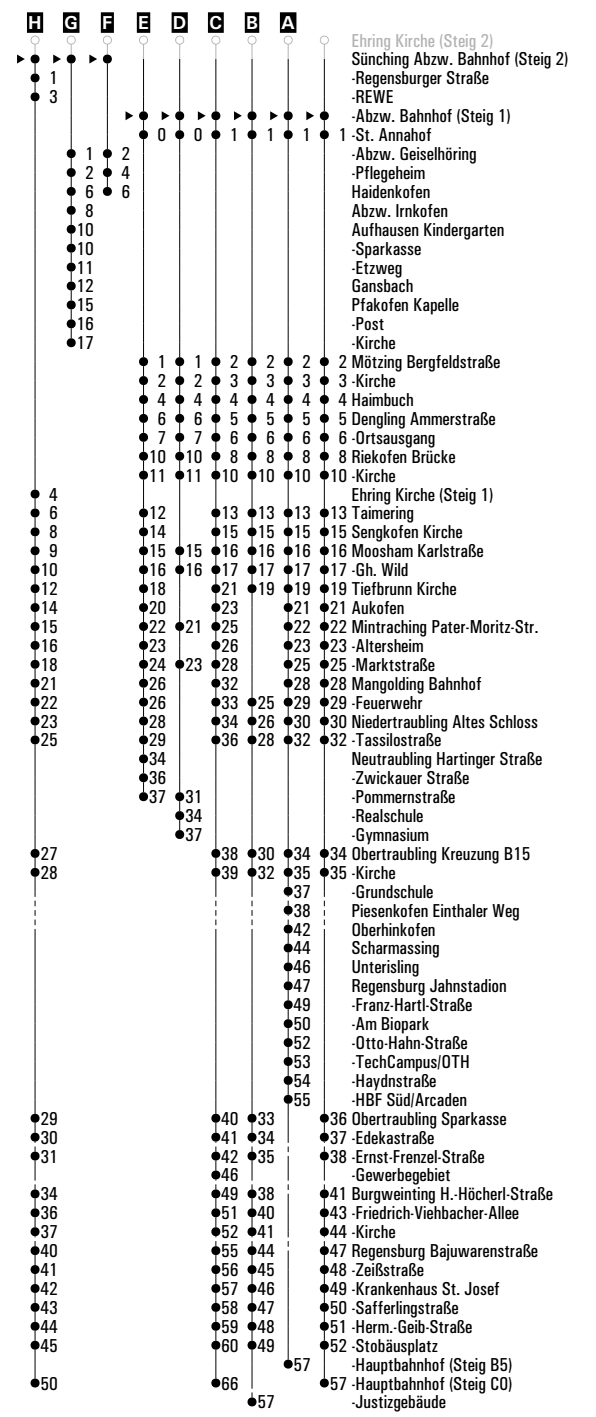 H G F E D C B A
Ehring Kirche (Steig 2)
Sünching Abzw. Bahnhof (Steig 2)
1 -Regensburger Straße
3 -REWE
-Abzw. Bahnhof (Steig 1)
0 0 1 1 1 1 -St. Annahof
1 2 -Abzw. Geiselhöring
2 4 -Pflegeheim
6 6 Haidenkofen
8 Abzw. Irnkofen
10 Aufhausen Kindergarten
10 -Sparkasse
11 -Etzweg
12 Gansbach
15 Pfakofen Kapelle
16 -Post
17 -Kirche
1 1 2 2 2 2 Mötzing Bergfeldstraße
2 2 3 3 3 3 -Kirche
4 4 4 4 4 4 Haimbuch
6 6 5 5 5 5 Dengling Ammerstraße
7 7 6 6 6 6 -Ortsausgang
10 10 8 8 8 8 Riekofen Brücke
11 11 10 10 10 10 -Kirche
4 Ehring Kirche (Steig 1)
6 12 13 13 13 13 Taimering
8 14 15 15 15 15 Sengkofen Kirche
9 15 15 16 16 16 16 Moosham Karlstraße
10 16 16 17 17 17 17 -Gh. Wild
12 18 21 19 19 19 Tiefbrunn Kirche
14 20 23 21 21 Aukofen
15 22 21 25 22 22 Mintraching Pater-Moritz-Str.
16 23 26 23 23 -Altersheim
18 24 23 28 25 25 -Marktstraße
21 26 32 28 28 Mangolding Bahnhof
22 26 33 25 29 29 -Feuerwehr
23 28 34 26 30 30 Niedertraubling Altes Schloss
25 29 36 28 32 32 -Tassilostraße
34 Neutraubling Hartinger Straße
36 -Zwickauer Straße
37 31 -Pommernstraße
34 -Realschule
37 -Gymnasium
27 38 30 34 34 Obertraubling Kreuzung B15
28 39 32 35 35 -Kirche
37 -Grundschule
38 Piesenkofen Einthaler Weg
42 Oberhinkofen
44 Scharmassing
46 Unterisling
47 Regensburg Jahnstadion
49 -Franz-Hartl-Straße
50 -Am Biopark
52 -Otto-Hahn-Straße
53 -TechCampus/OTH
54 -Haydnstraße
55 -HBF Süd/Arcaden
29 40 33 36 Obertraubling Sparkasse
30 41 34 37 -Edekastraße
31 42 35 38 -Ernst-Frenzel-Straße
46 -Gewerbegebiet
34 49 38 41 Burgweinting H.-Höcherl-Straße
36 51 40 43 -Friedrich-Viehbacher-Allee
37 52 41 44 -Kirche
40 55 44 47 Regensburg Bajuwarenstraße
41 56 45 48 -Zeißstraße
42 57 46 49 -Krankenhaus St. Josef
43 58 47 50 -Safferlingstraße
44 59 48 51 -Herm.-Geib-Straße
45 60 49 52 -Stobäusplatz
57 -Hauptbahnhof (Steig B5)
50 66 57 -Hauptbahnhof (Steig C0)
57 -Justizgebäude